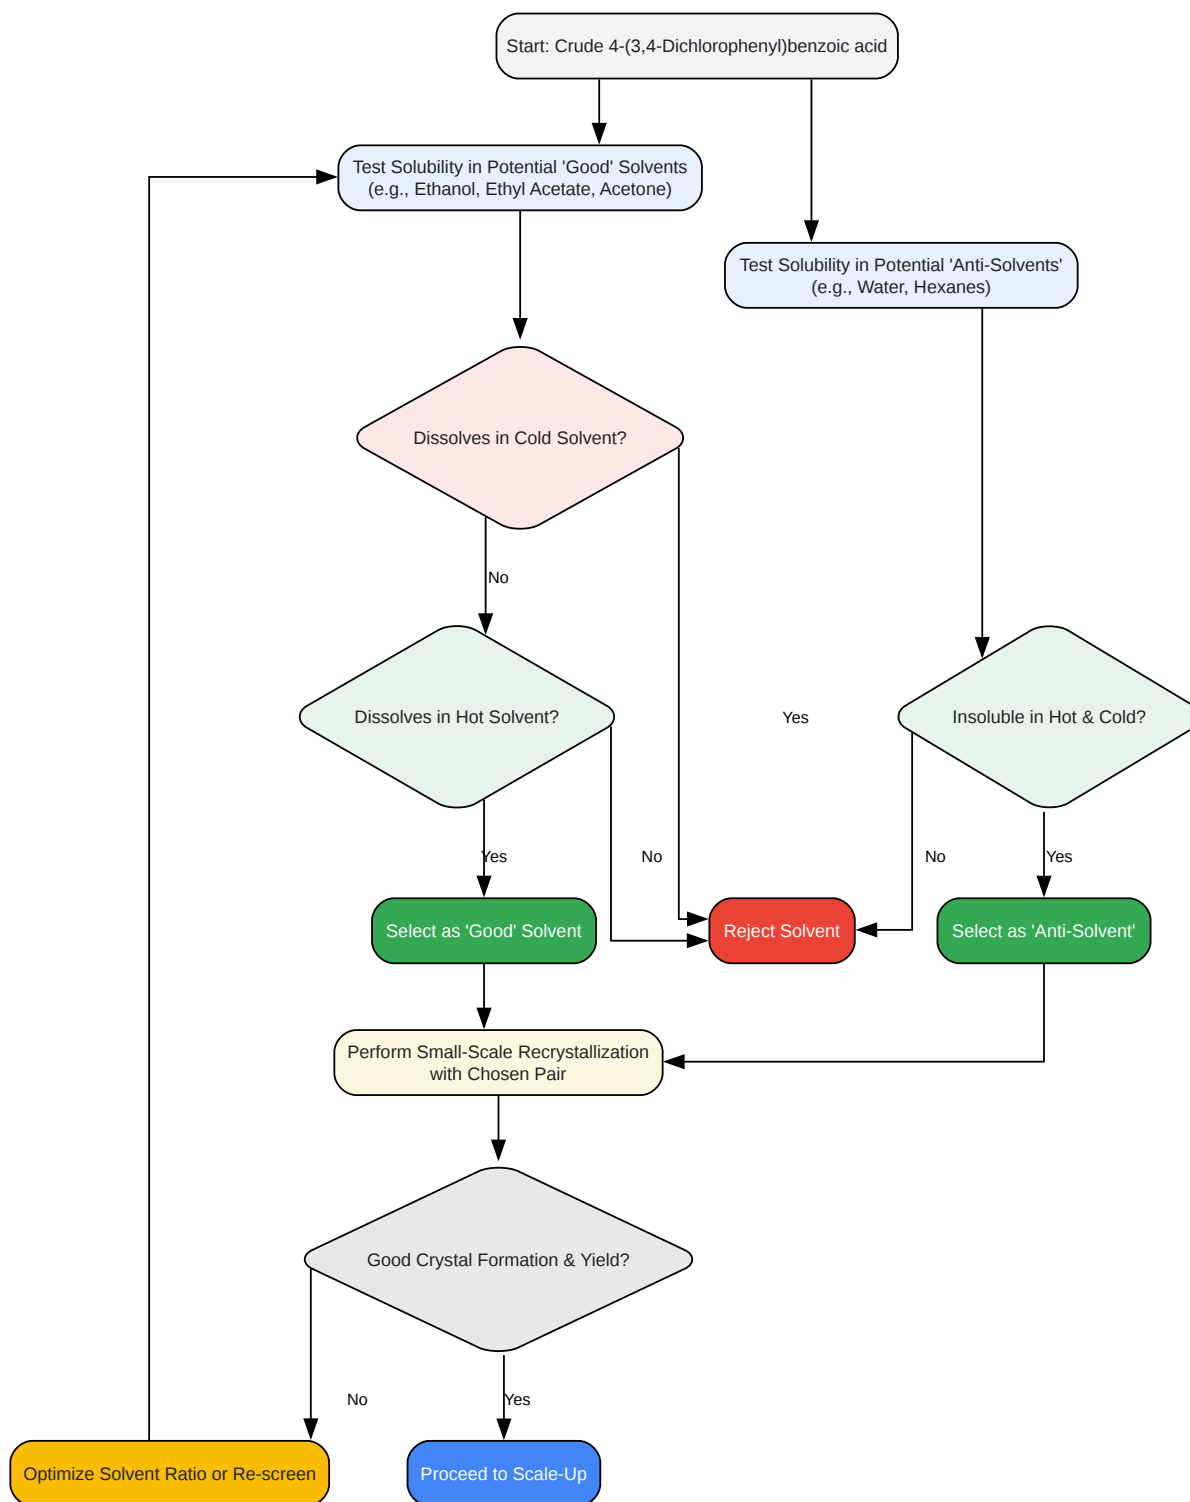 Start: Crude 4-(3,4-Dichlorophenyl)benzoic acid
Test Solubility in Potential 'Good' Solvents
(e.g., Ethanol, Ethyl Acetate, Acetone)
Test Solubility in Potential 'Anti-Solvents'
(e.g., Water, Hexanes)
Dissolves in Cold Solvent?
No
Dissolves in Hot Solvent?
Yes
Insoluble in Hot & Cold?
Yes
No
No
Yes
Select as 'Good' Solvent
Reject Solvent
Select as 'Anti-Solvent'
Perform Small-Scale Recrystallization
with Chosen Pair
Good Crystal Formation & Yield?
No
Yes
Optimize Solvent Ratio or Re-screen
Proceed to Scale-Up